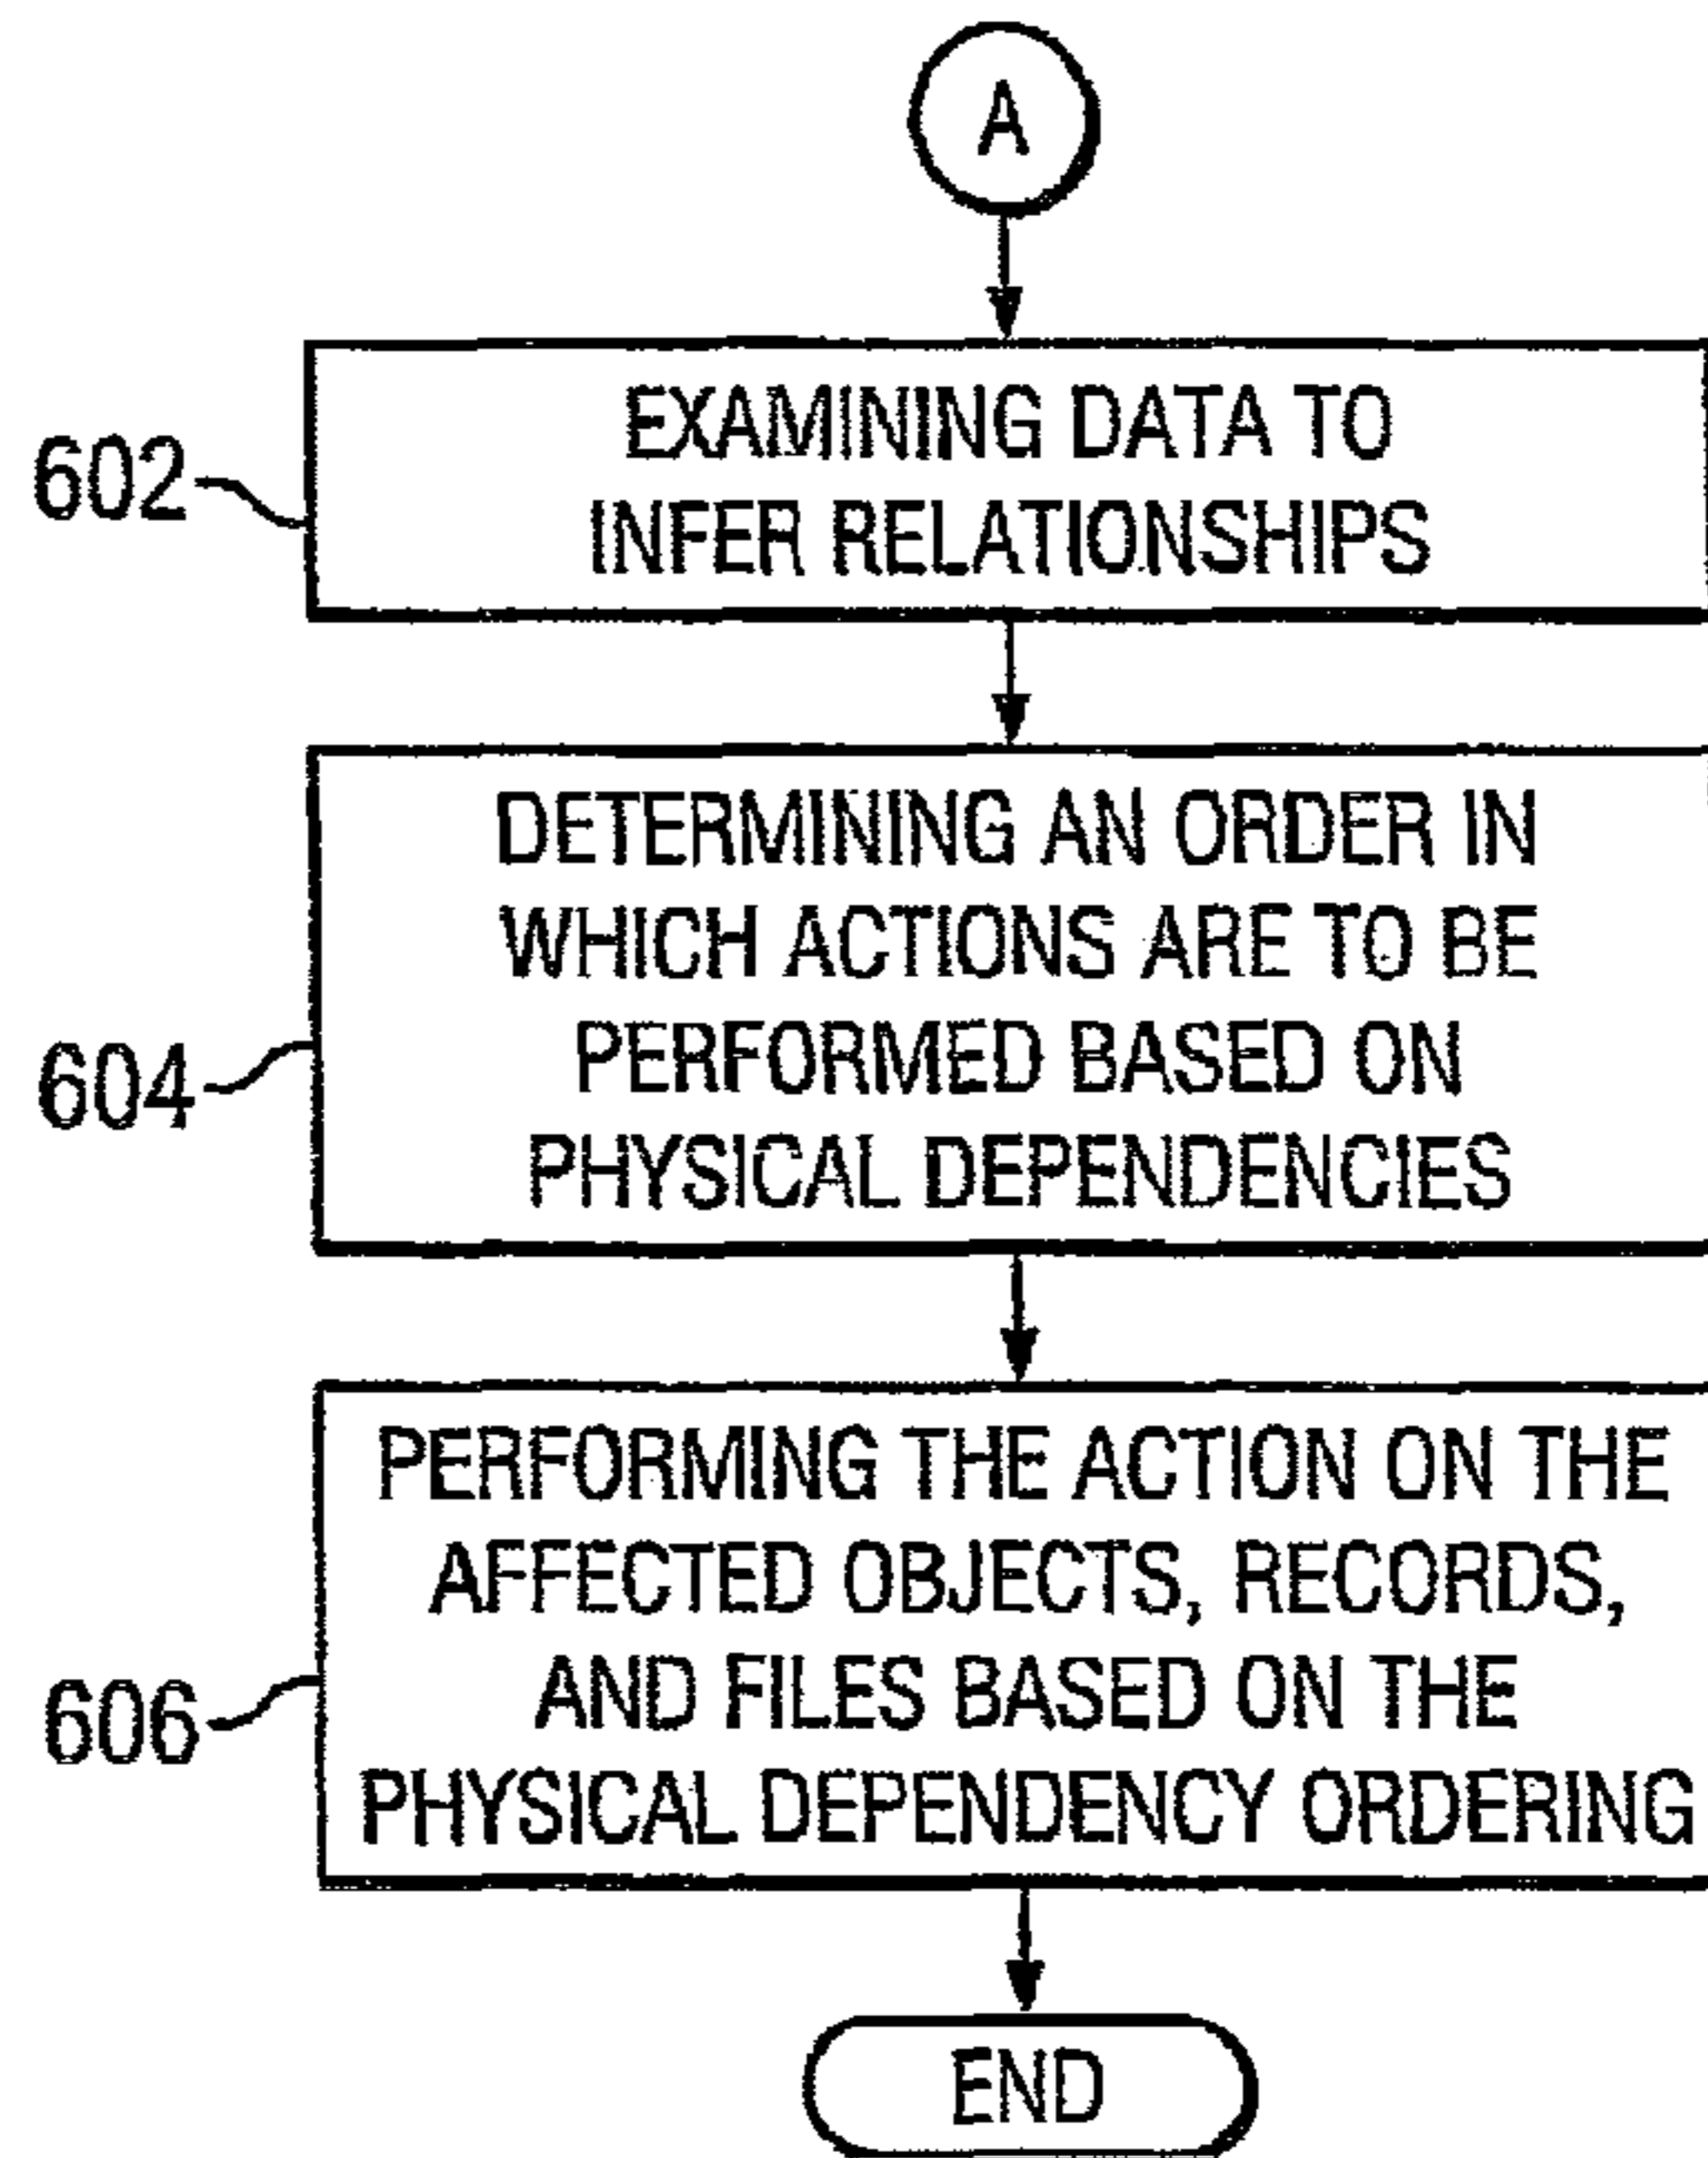 A
602
EXAMINING DATA TO
INFER RELATIONSHIPS
604
DETERMINING AN ORDER IN
WHICH ACTIONS ARE TO BE
PERFORMED BASED ON
PHYSICAL DEPENDENCIES
606
PERFORMING THE ACTION ON THE
AFFECTED OBJECTS, RECORDS,
AND FILES BASED ON THE
PHYSICAL DEPENDENCY ORDERING
END